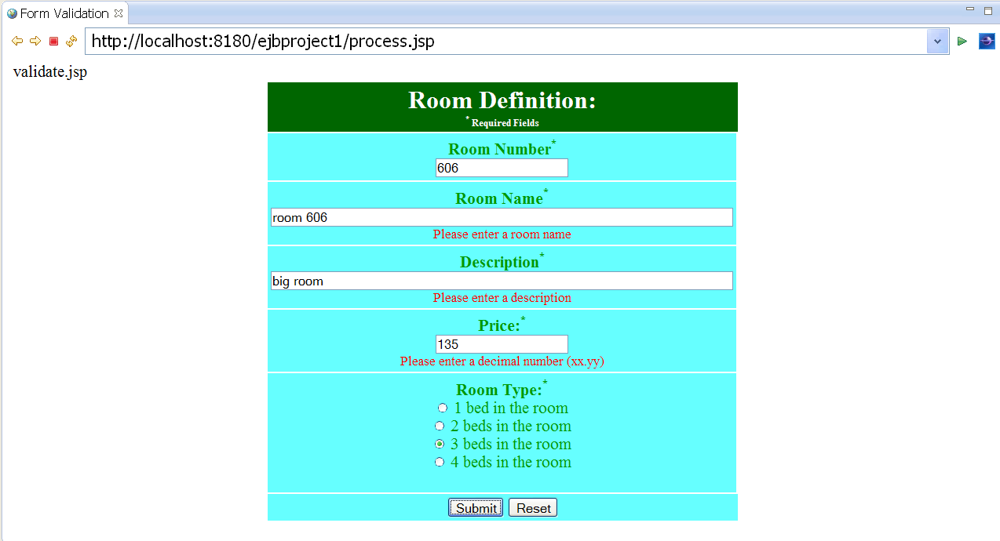 Form Validation
http://localhost:8180/ejbproject1/process.jsp
validate.jsp
Room Definition:
* Required Fields
Room Number*
606
Room Name*
room 606
Please enter a room name
Description*
big room
Please enter a description
Price:*
135
Please enter a decimal number (xx.yy)
Room Type:*
1 bed in the room
2 beds in the room
3 beds in the room
4 beds in the room
Submit Reset